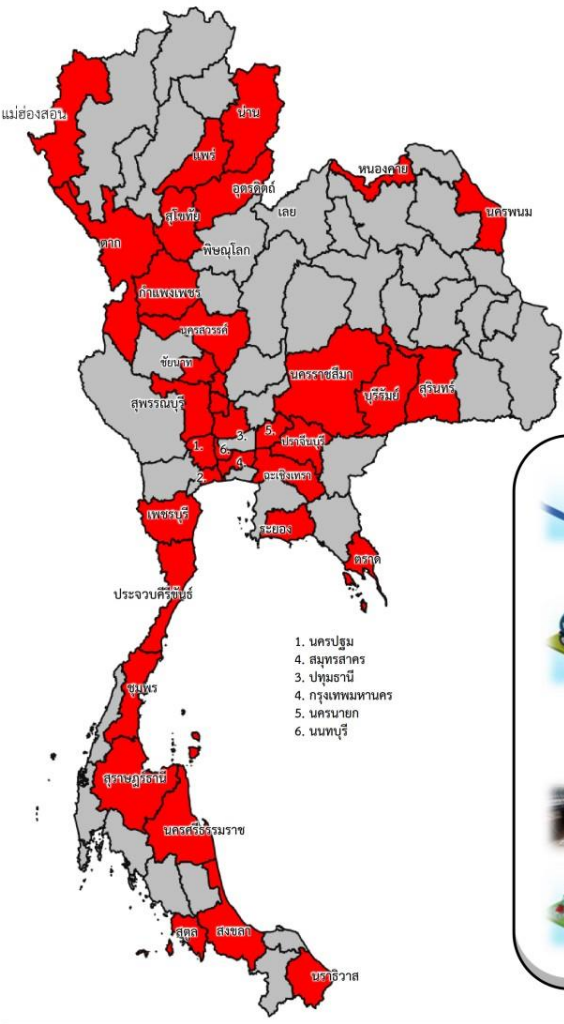 แม่ฮ่องสอน
น่าน
แพร่
อุตรดิตถ์
หนองคาย
เลย
นครพนม
สุโขทัย
ตาก
พิษณุโลก
กำแพงเพชร
นครสวรรค์
ชัยนาท
นครราชสีมา
บุรีรัมย์
สุรินทร์
สุพรรณบุรี
3.
5.
ปราจีนบุรี
1.
6.
4.
2.
ฉะเชิงเทรา
เพชรบุรี
ระยอง
ตราด
ประจวบคีรีขันธ์
1. นครปฐม
4. สมุทรสาคร
3. ปทุมธานี
4. กรุงเทพมหานคร
5. นครนายก
6. นนทบุรี
ชุมพร
สุราษฎร์ธานี
นครศรีธรรมราช
สตูล
สงขลา
นราธิวาส